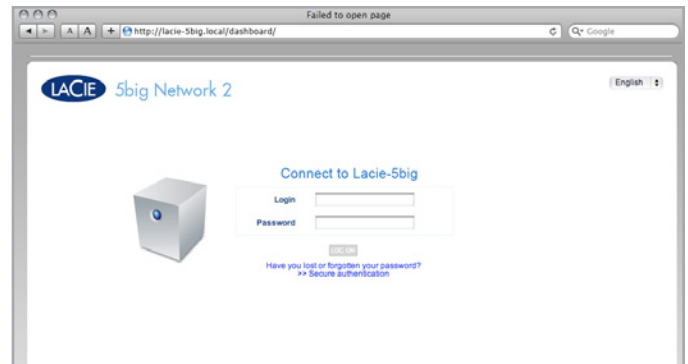 Failed to open page
A A + http://lacie-5big.local/dashboard/ C Q Google
LACIE 5big Network 2
English
Connect to Lacie-5big
Login
Password
LOG ON
Have you lost or forgotten your password?
>> Secure authentication